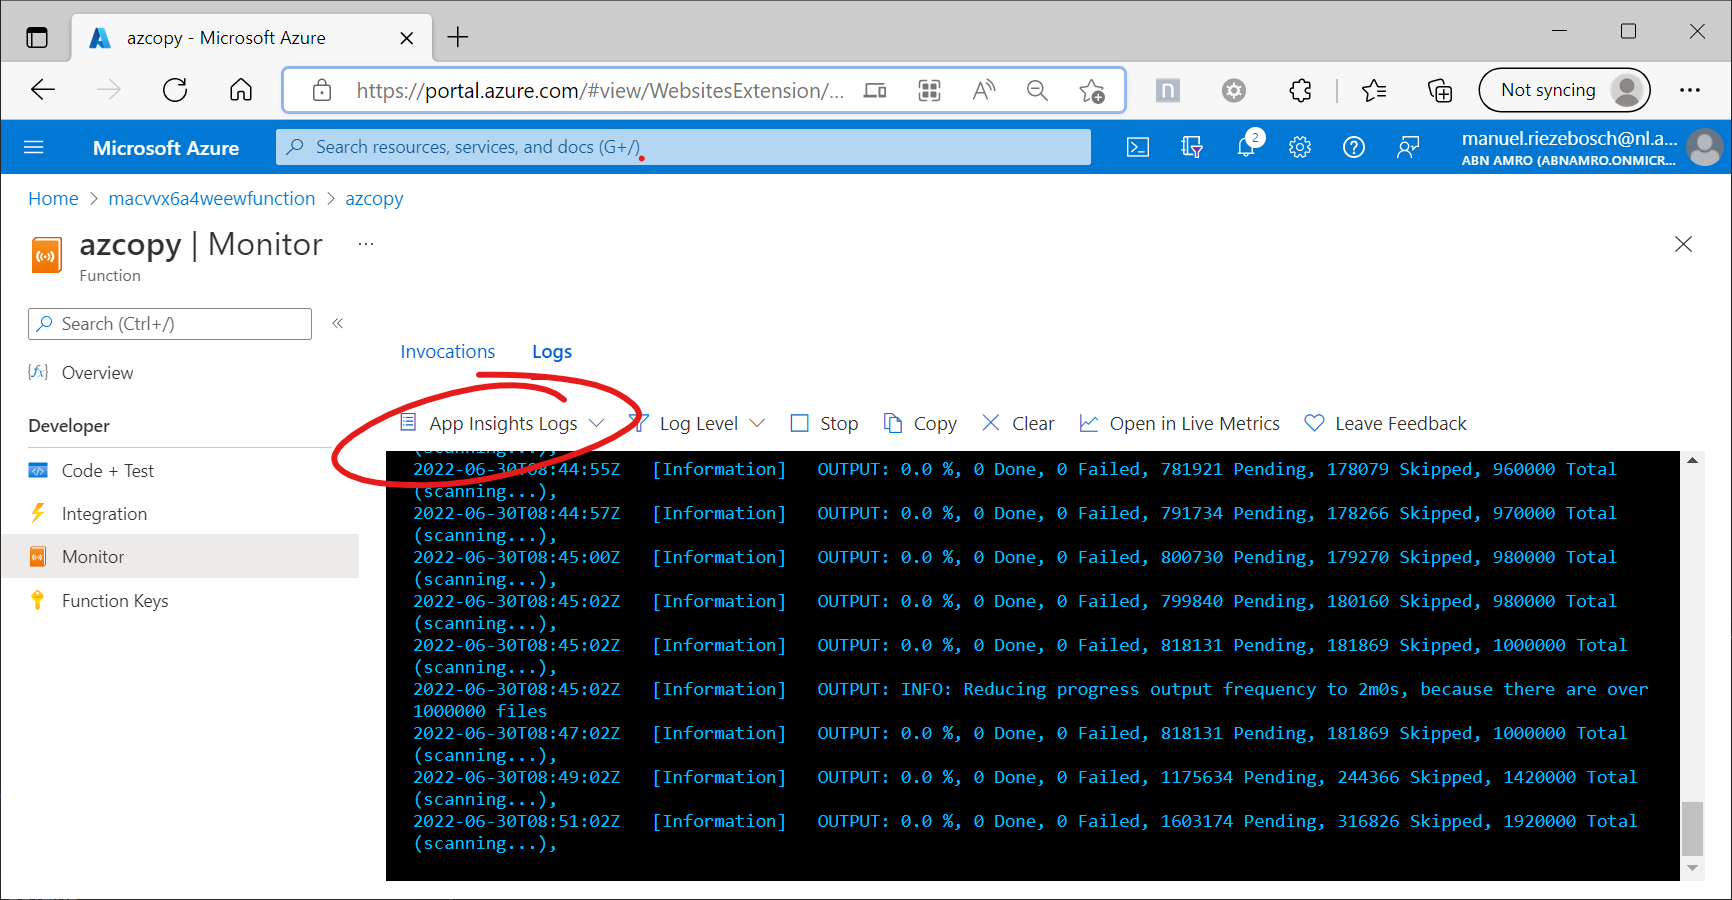 azcopy - Microsoft Azure
https://portal.azure.com/#view/WebsitesExtension/...
Not syncing
Microsoft Azure
Search resources, services, and docs (G+/)
2
manuel.riezebosch@nl.a...
ABN AMRO (ABNAMRO.ONMICR...
Home > macvvx6a4weewfunction > azcopy
azcopy | Monitor ...
Function
Search (Ctrl+/)
«
Overview
Developer
Code + Test
Integration
Monitor
Function Keys
Invocations Logs
App Insights Logs Log Level Stop Copy Clear Open in Live Metrics Leave Feedback
(scanning...),
2022-06-30T08:44:55Z [Information] OUTPUT: 0.0 %, 0 Done, 0 Failed, 781921 Pending, 178079 Skipped, 960000 Total
(scanning...),
2022-06-30T08:44:57Z [Information] OUTPUT: 0.0 %, 0 Done, 0 Failed, 791734 Pending, 178266 Skipped, 970000 Total
(scanning...),
2022-06-30T08:45:00Z [Information] OUTPUT: 0.0 %, 0 Done, 0 Failed, 800730 Pending, 179270 Skipped, 980000 Total
(scanning...),
2022-06-30T08:45:02Z [Information] OUTPUT: 0.0 %, 0 Done, 0 Failed, 799840 Pending, 180160 Skipped, 980000 Total
(scanning...),
2022-06-30T08:45:02Z [Information] OUTPUT: 0.0 %, 0 Done, 0 Failed, 818131 Pending, 181869 Skipped, 1000000 Total
(scanning...),
2022-06-30T08:45:02Z [Information] OUTPUT: INFO: Reducing progress output frequency to 2m0s, because there are over
1000000 files
2022-06-30T08:47:02Z [Information] OUTPUT: 0.0 %, 0 Done, 0 Failed, 818131 Pending, 181869 Skipped, 1000000 Total
(scanning...),
2022-06-30T08:49:02Z [Information] OUTPUT: 0.0 %, 0 Done, 0 Failed, 1175634 Pending, 244366 Skipped, 1420000 Total
(scanning...),
2022-06-30T08:51:02Z [Information] OUTPUT: 0.0 %, 0 Done, 0 Failed, 1603174 Pending, 316826 Skipped, 1920000 Total
(scanning...),